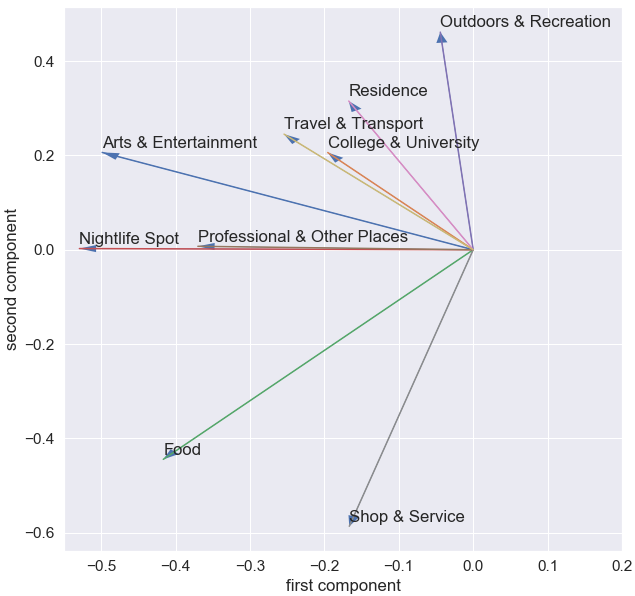 Outdoors & Recreation
0.4
Residence
Travel & Transport
Arts & Entertainment
College & University
0.2
Nightlife Spot
Professional & Other Places
0.0
second component
−0.2
−0.4
Food
Shop & Service
−0.6
−0.5 −0.4 −0.3 −0.2 −0.1 0.0 0.1 0.2
first component